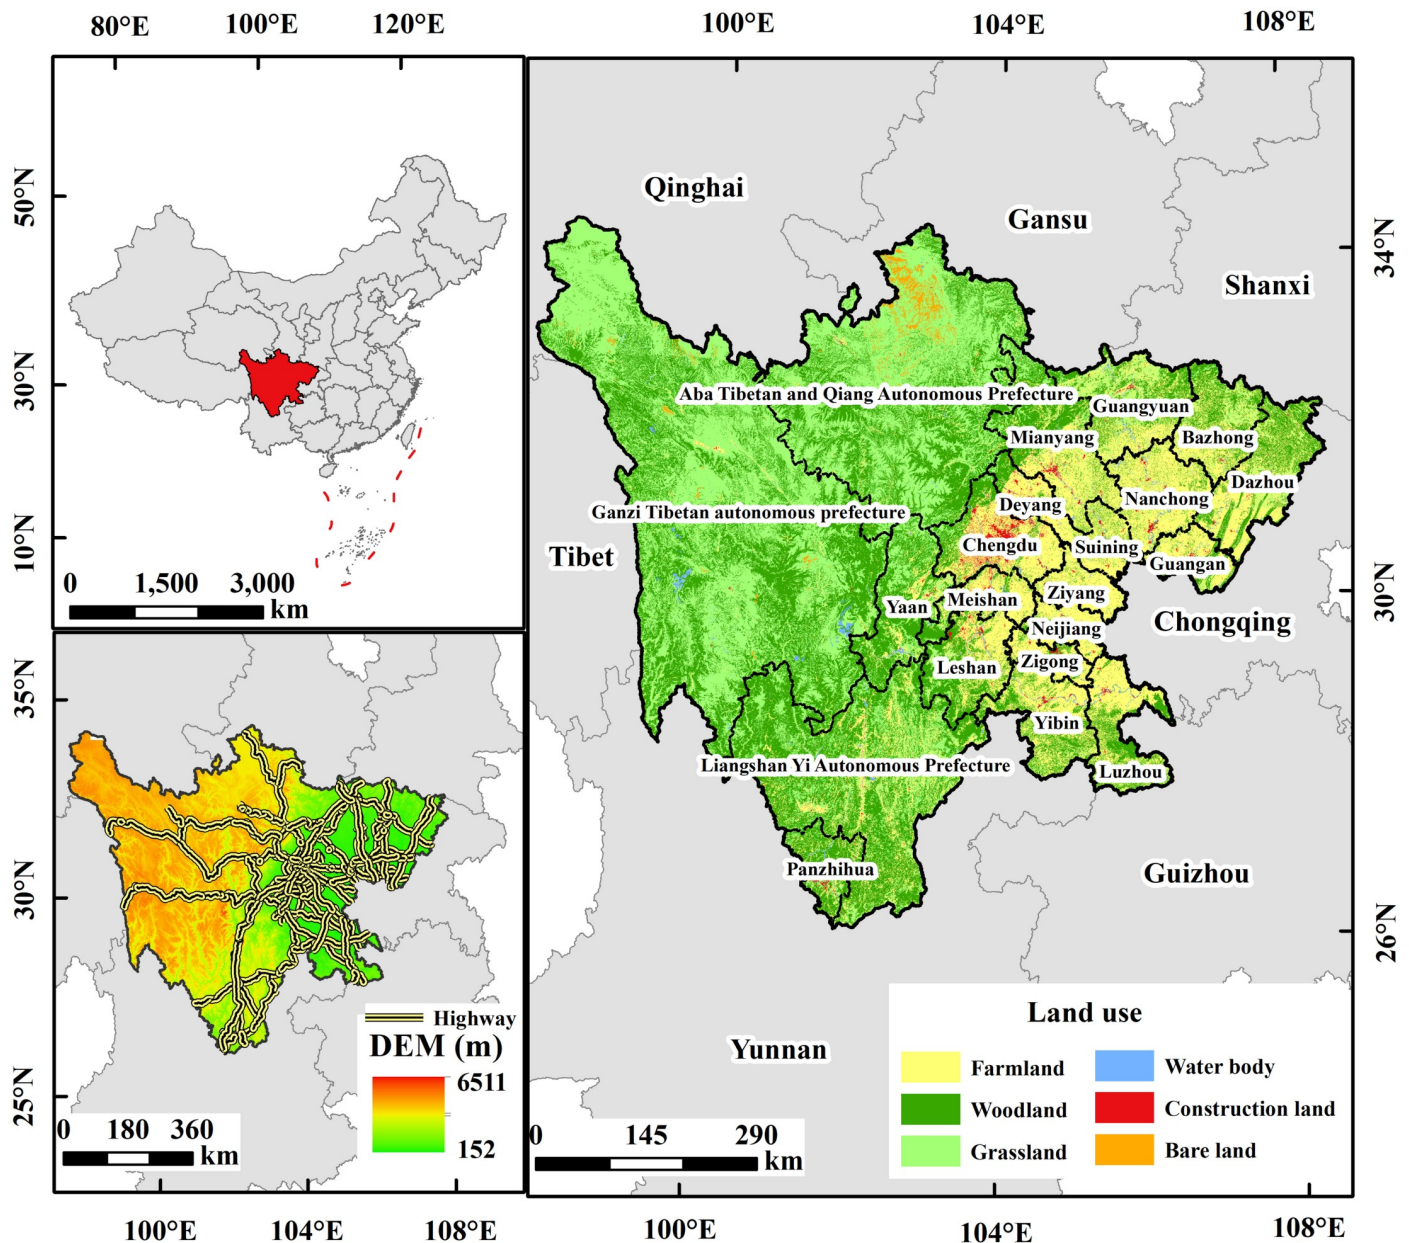 80°E 100°E 120°E
50°N
30°N
10°N
0 1,500 3,000
km
35°N
30°N
25°N
Highway
DEM (m)
6511
152
0 180 360
km
100°E 104°E 108°E
100°E 104°E 108°E
34°N
30°N
26°N
Qinghai
Gansu
Shanxi
Aba Tibetan and Qiang Autonomous Prefecture
Guangyuan
Mianyang
Bazhong
Dazhou
Nanchong
Deyang
Ganzi Tibetan autonomous prefecture
Tibet
Chengdu
Suining
Guangan
Ziyang
Meishan
Yaan
Chongqing
Neijiang
Zigong
Leshan
Yibin
Liangshan Yi Autonomous Prefecture
Luzhou
Panzhihua
Guizhou
Yunnan
Land use
Farmland
Woodland
Grassland
Water body
Construction land
Bare land
0 145 290
km
100°E 104°E 108°E